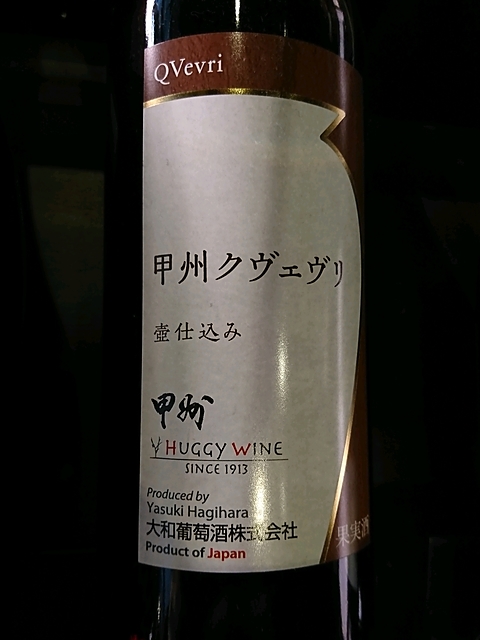 QVevri
甲州クヴェヴリ
壺仕込み
甲州
HUGGY WINE
SINCE 1913
Produced by
Yasuki Hagihara
大和葡萄酒株式会社
Product of Japan
果実酒